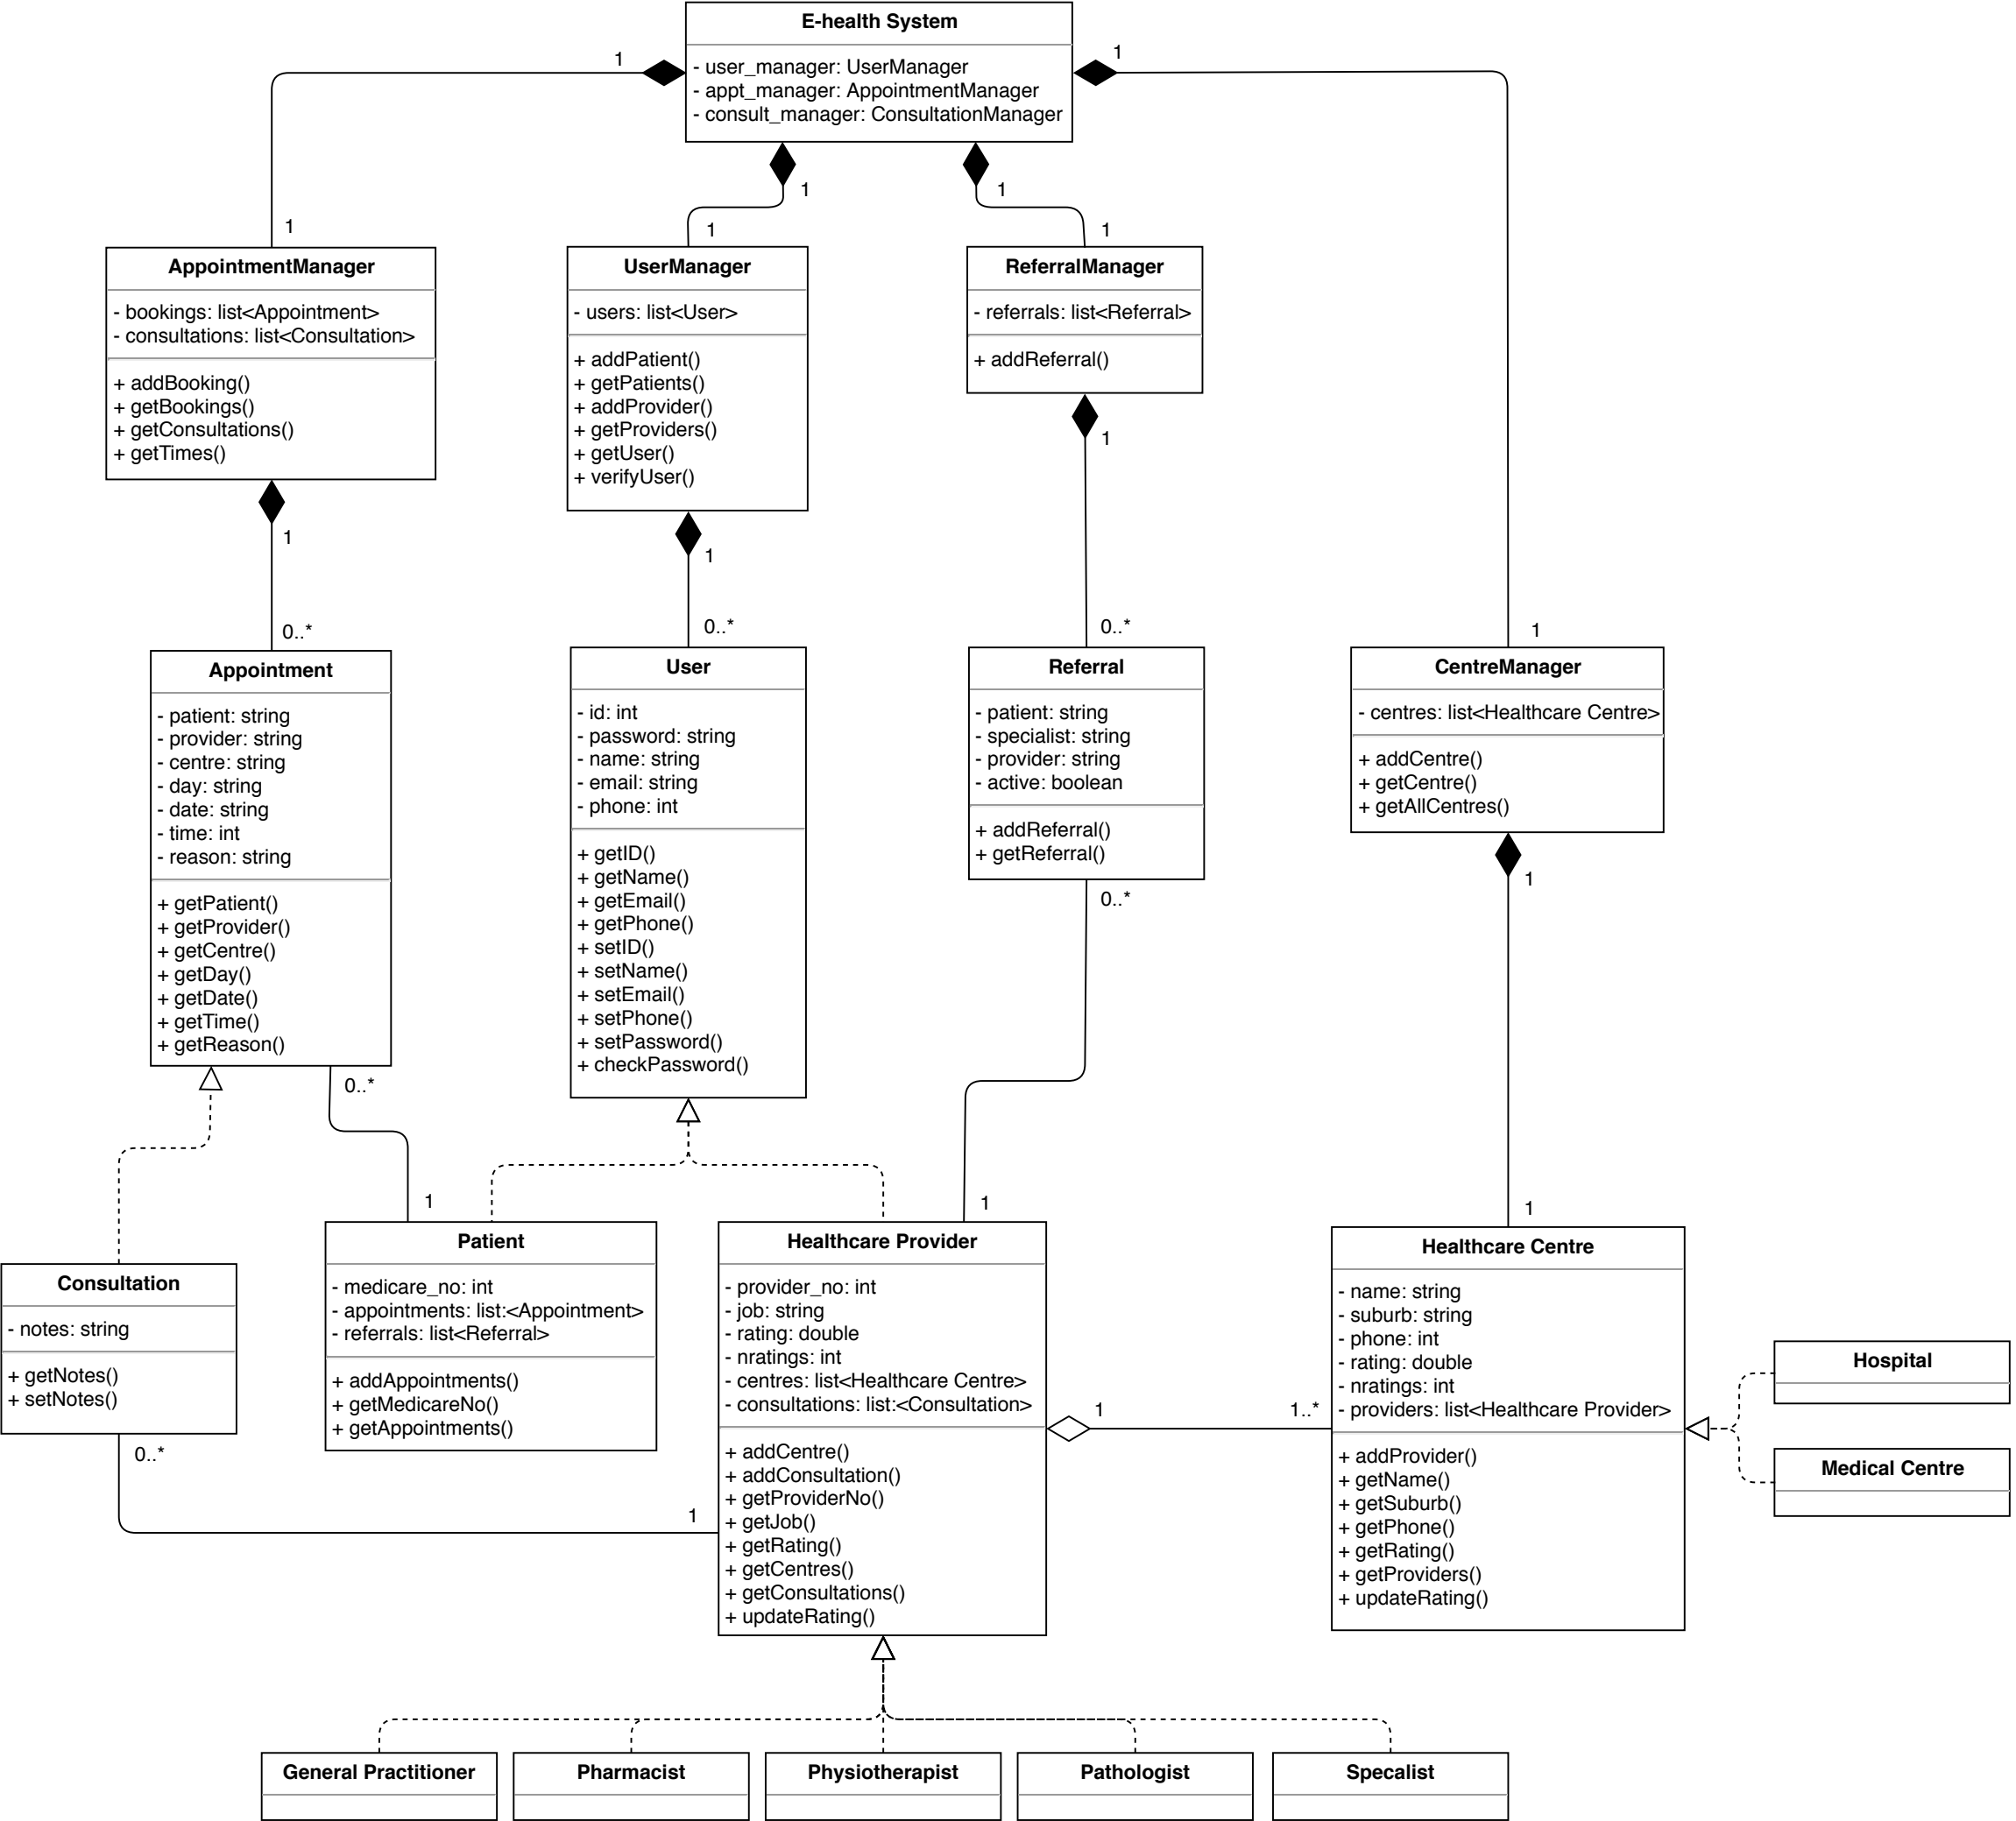 E-health System
- user_manager: UserManager
- appt_manager: AppointmentManager
- consult_manager: ConsultationManager
1
1
1
1
1
1
1
AppointmentManager
- bookings: list<Appointment>
- consultations: list<Consultation>
+ addBooking()
+ getBookings()
+ getConsultations()
+ getTimes()
1
0..*
UserManager
- users: list<User>
+ addPatient()
+ getPatients()
+ addProvider()
+ getProviders()
+ getUser()
+ verifyUser()
1
0..*
ReferralManager
- referrals: list<Referral>
+ addReferral()
1
0..*
1
Appointment
- patient: string
- provider: string
- centre: string
- day: string
- date: string
- time: int
- reason: string
+ getPatient()
+ getProvider()
+ getCentre()
+ getDay()
+ getDate()
+ getTime()
+ getReason()
0..*
1
User
- id: int
- password: string
- name: string
- email: string
- phone: int
+ getID()
+ getName()
+ getEmail()
+ getPhone()
+ setID()
+ setName()
+ setEmail()
+ setPhone()
+ setPassword()
+ checkPassword()
Referral
- patient: string
- specialist: string
- provider: string
- active: boolean
+ addReferral()
+ getReferral()
0..*
1
CentreManager
- centres: list<Healthcare Centre>
+ addCentre()
+ getCentre()
+ getAllCentres()
1
1
Consultation
- notes: string
+ getNotes()
+ setNotes()
0..*
1
Patient
- medicare_no: int
- appointments: list:<Appointment>
- referrals: list<Referral>
+ addAppointments()
+ getMedicareNo()
+ getAppointments()
Healthcare Provider
- provider_no: int
- job: string
- rating: double
- nratings: int
- centres: list<Healthcare Centre>
- consultations: list:<Consultation>
+ addCentre()
+ addConsultation()
+ getProviderNo()
+ getJob()
+ getRating()
+ getCentres()
+ getConsultations()
+ updateRating()
1
1..*
Healthcare Centre
- name: string
- suburb: string
- phone: int
- rating: double
- nratings: int
- providers: list<Healthcare Provider>
+ addProvider()
+ getName()
+ getSuburb()
+ getPhone()
+ getRating()
+ getProviders()
+ updateRating()
Hospital
Medical Centre
General Practitioner
Pharmacist
Physiotherapist
Pathologist
Specalist